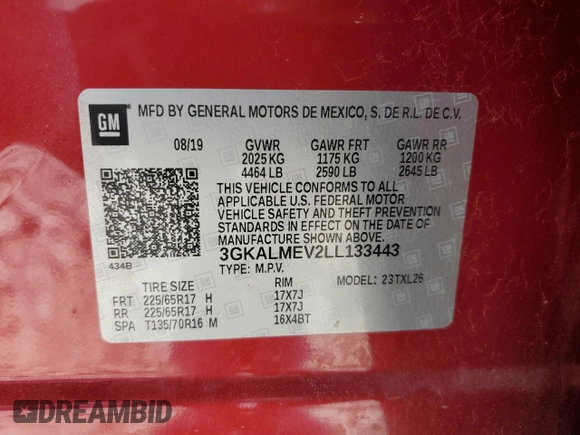 GM
MFD BY GENERAL MOTORS DE MEXICO, S. DE R.L. DE C.V.
08/19 GVWR GAWR FRT GAWR RR
2025 KG 1175 KG 1200 KG
4464 LB 2590 LB 2645 LB
THIS VEHICLE CONFORMS TO ALL
APPLICABLE U.S. FEDERAL MOTOR
VEHICLE SAFETY AND THEFT PREVENTION
STANDARDS IN EFFECT ON THE DATE OF
MANUFACTURE SHOWN ABOVE.
434B
3GKALMEV2LL133443
TYPE: M.P.V.
TIRE SIZE RIM MODEL: 23TXL26
FRT 225/65R17 H 17X7J
RR 225/65R17 H 17X7J
SPA T135/70R16 M 16X4BT
DREAMBID